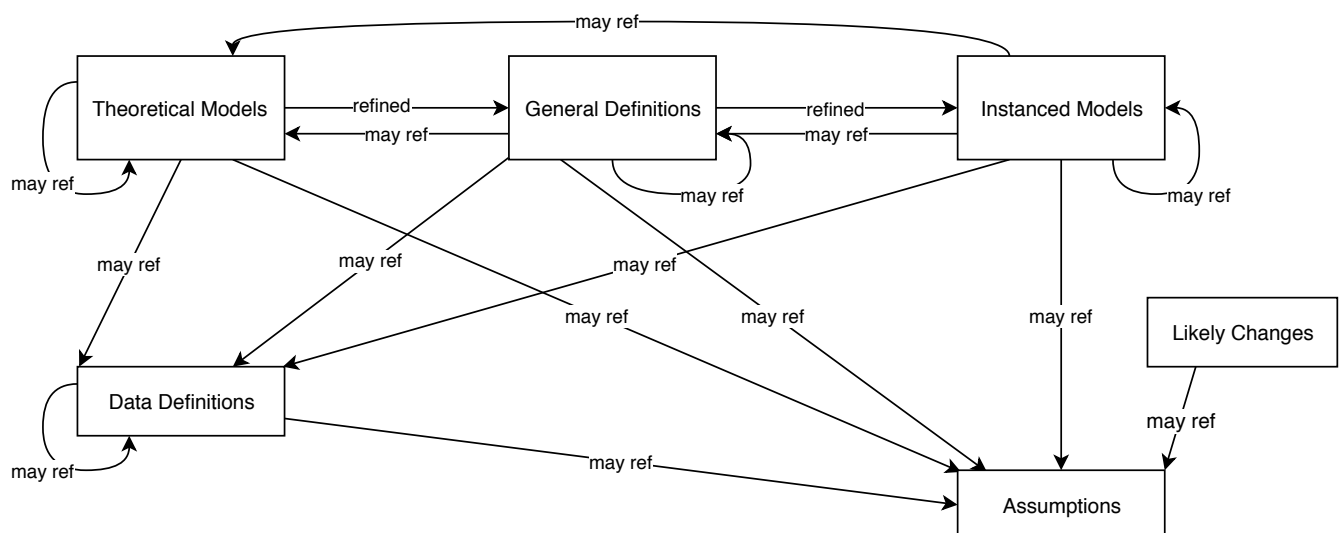 may ref
Theoretical Models
refined
General Definitions
refined
Instanced Models
may ref
may ref
may ref
may ref
may ref
may ref
may ref
may ref
may ref
may ref
may ref
may ref
Likely Changes
Data Definitions
may ref
may ref
may ref
Assumptions